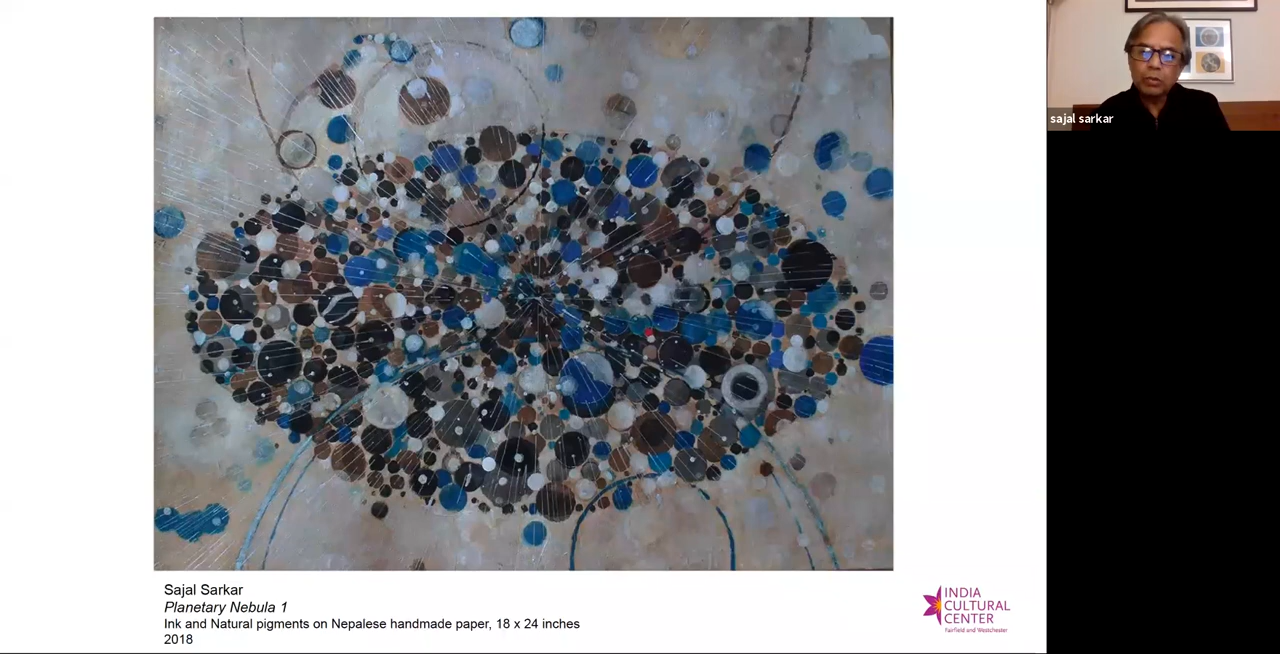 sajal sarkar
Sajal Sarkar
Planetary Nebula 1
Ink and Natural pigments on Nepalese handmade paper, 18 x 24 inches
2018
INDIA
CULTURAL
CENTER
Fairfield and Westchester